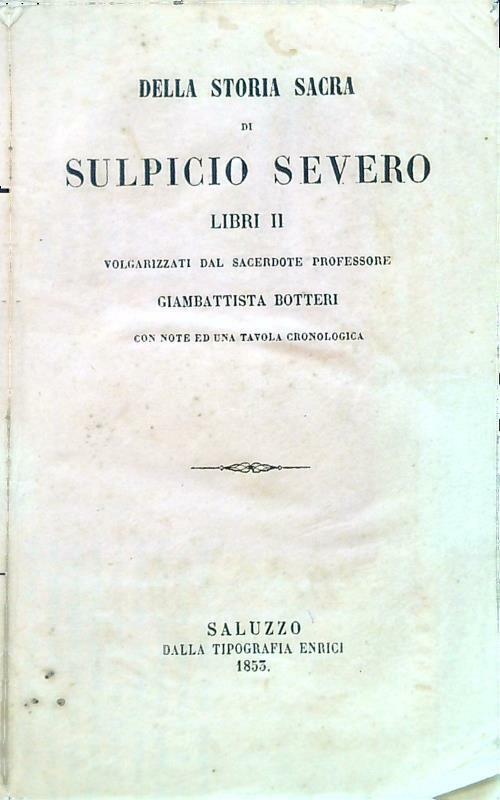 DELLA STORIA SACRA
DI
SULPICIO SEVERO
LIBRI II
VOLGARIZZATI DAL SACERDOTE PROFESSORE
GIAMBATTISTA BOTTERI
CON NOTE ED UNA TAVOLA CRONOLOGICA
SALUZZO
DALLA TIPOGRAFIA ENRICI
1853.